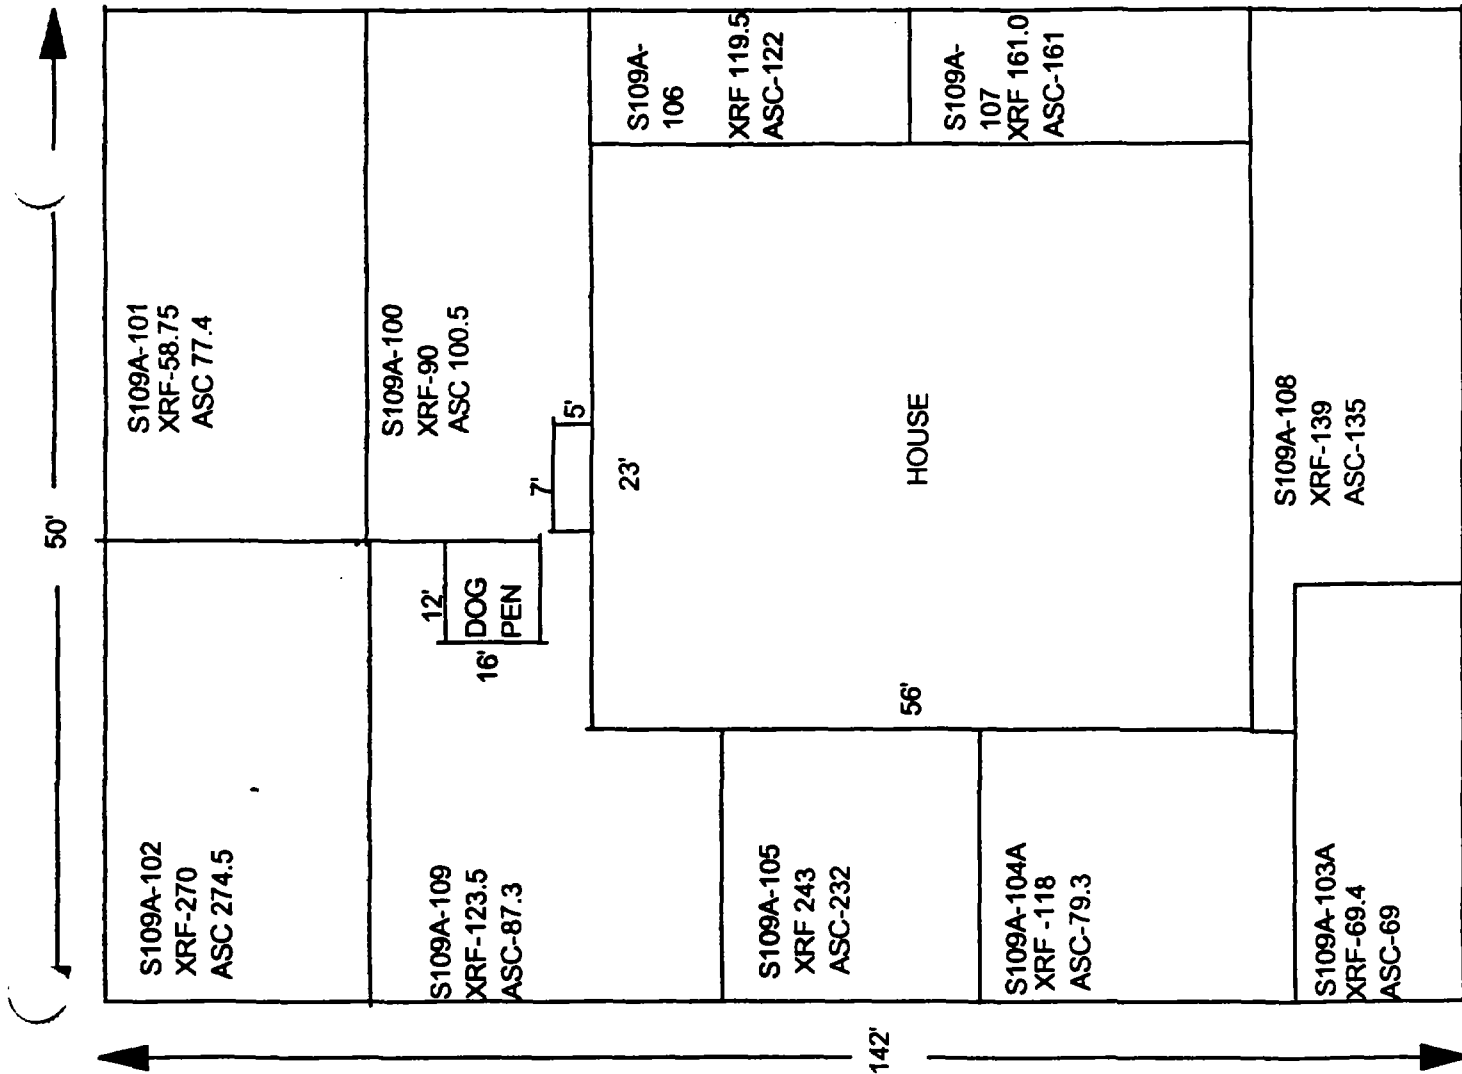 50'
142'
S109A-102
XRF-270
ASC 274.5
S109A-101
XRF-58.75
ASC 77.4
S109A-109
XRF-123.5
ASC-87.3
12'
DOG
PEN
16'
S109A-100
XRF-90
ASC 100.5
7'
5'
23'
S109A-105
XRF 243
ASC-232
S109A-104A
XRF -118
ASC-79.3
56'
HOUSE
S109A-
106
XRF 119.5
ASC-122
S109A-
107
XRF 161.0
ASC-161
S109A-103A
XRF-69.4
ASC-69
S109A-108
XRF-139
ASC-135